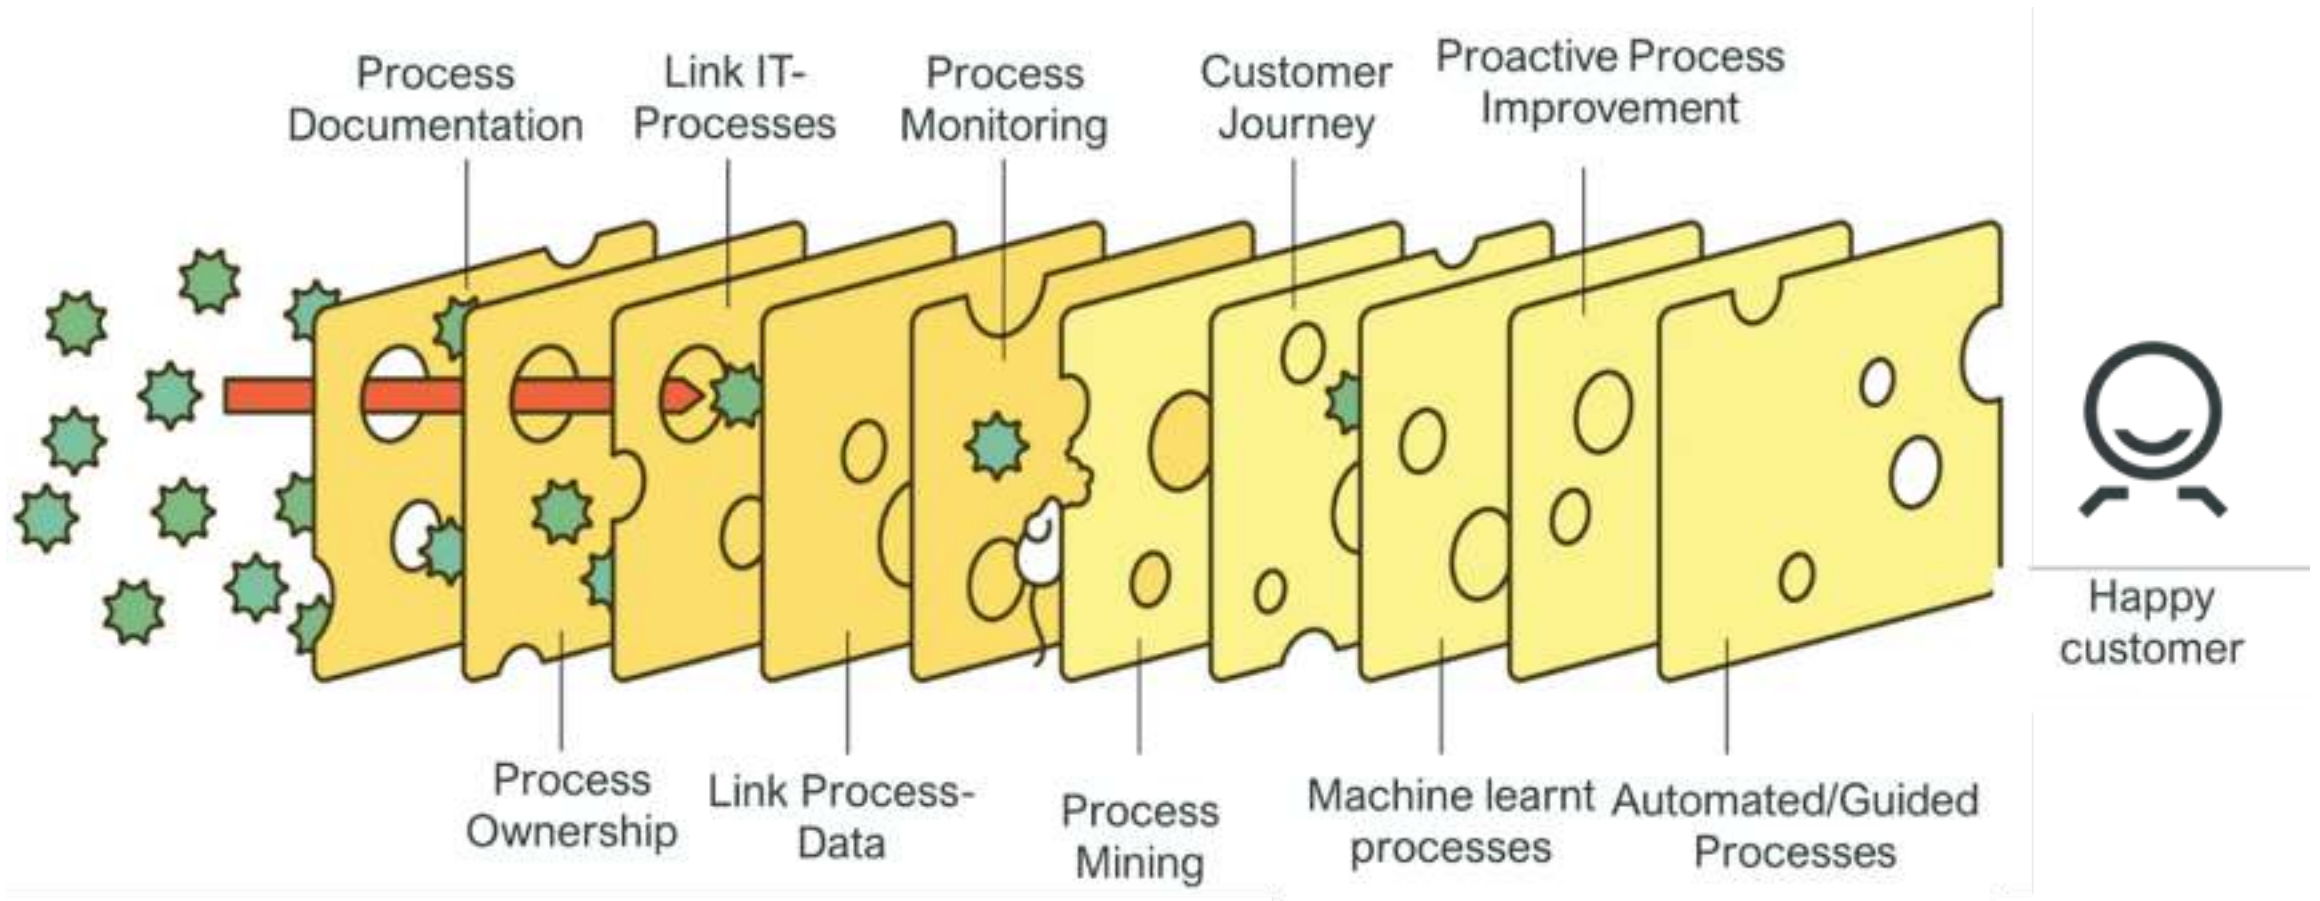 Process
Documentation
Link IT-
Processes
Process
Monitoring
Customer
Journey
Proactive Process
Improvement
Process
Ownership
Link Process-
Data
Process
Mining
Machine learnt
processes
Automated/Guided
Processes
Happy
customer